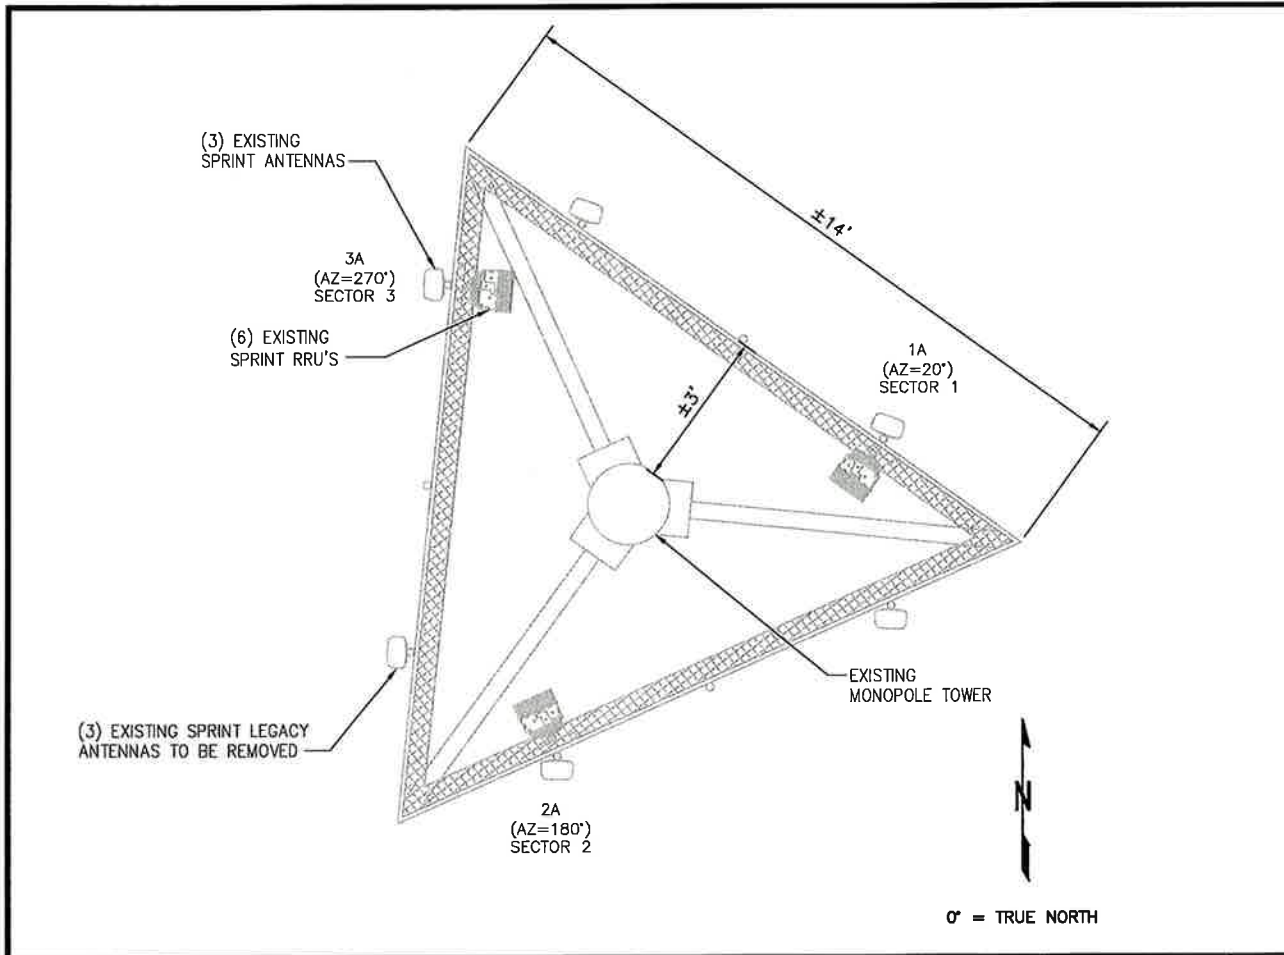 (3) EXISTING
SPRINT ANTENNAS
±14'
3A
(AZ=270°)
SECTOR 3
(6) EXISTING
SPRINT RRU'S
1A
(AZ=20°)
SECTOR 1
±3'
EXISTING
MONOPOLE TOWER
(3) EXISTING SPRINT LEGACY
ANTENNAS TO BE REMOVED
2A
(AZ=180°)
SECTOR 2
N
0° = TRUE NORTH